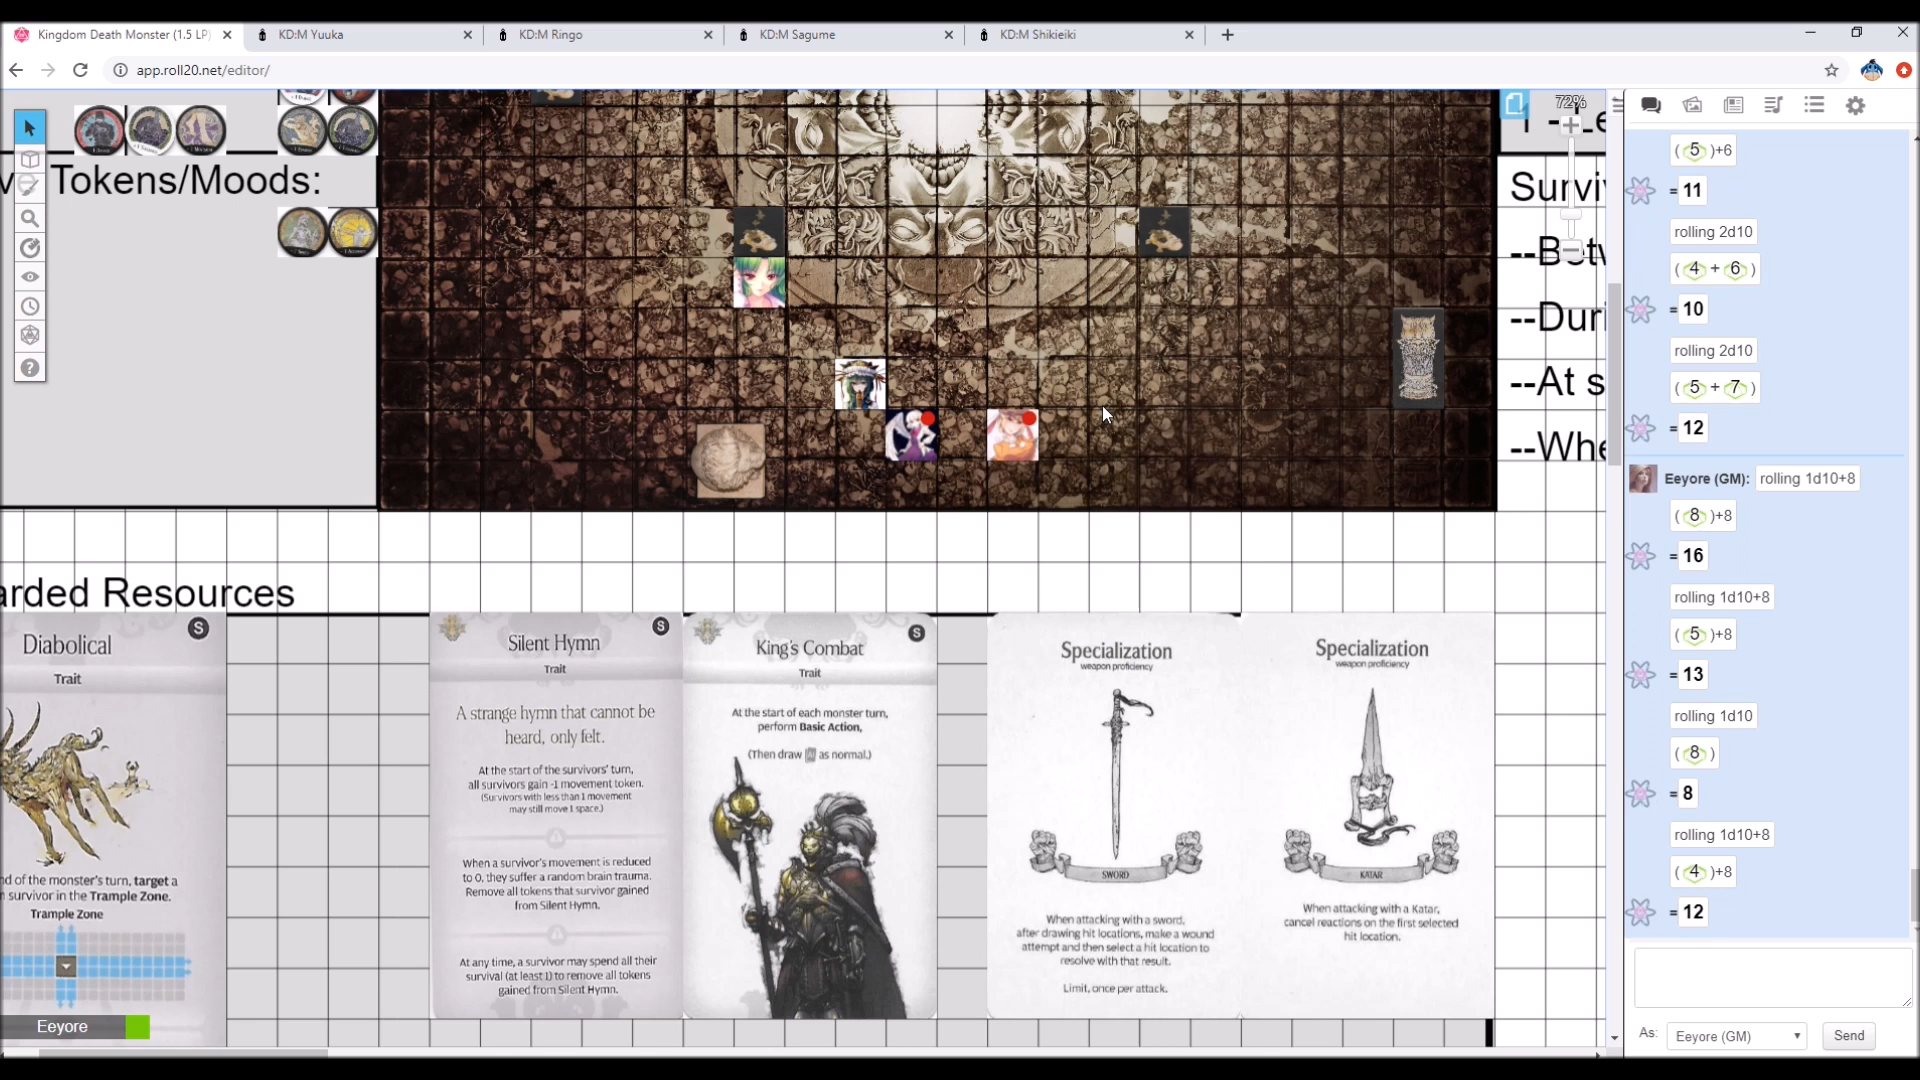 Kingdom Death Monster (1.5 LP)
KD:M Yuuka
KD:M Ringo
KD:M Sagume
KD:M Shikieiki
app.roll20.net/editor/
72%
Tokens/Moods:
Survi
--Betw
--Duri
--At s
--Whe
arded Resources
Diabolical
S
Trait
nd of the monster's turn, target a
survivor in the Trample Zone.
Trample Zone
Eeyore
Silent Hymn
S
Trait
A strange hymn that cannot be
heard, only felt.
At the start of the survivors' turn,
all survivors gain -1 movement token.
(Survivors with less than 1 movement
may still move 1 space.)
When a survivor's movement is reduced
to 0, they suffer a random brain trauma.
Remove all tokens that survivor gained
from Silent Hymn.
At any time, a survivor may spend all their
survival (at least 1) to remove all tokens
gained from Silent Hymn.
King's Combat
S
Trait
At the start of each monster turn,
perform Basic Action,
(Then draw as normal.)
Specialization
weapon proficiency
SWORD
When attacking with a sword,
after drawing hit locations, make a wound
attempt and then select a hit location to
resolve with that result.
Limit, once per attack.
Specialization
weapon proficiency
KATAR
When attacking with a Katar,
cancel reactions on the first selected
hit location.
(5)+6
=11
rolling 2d10
(4+6)
=10
rolling 2d10
(5+7)
=12
Eeyore (GM): rolling 1d10+8
(8)+8
=16
rolling 1d10+8
(5)+8
=13
rolling 1d10
(8)
=8
rolling 1d10+8
(4)+8
=12
As: Eeyore (GM) Send